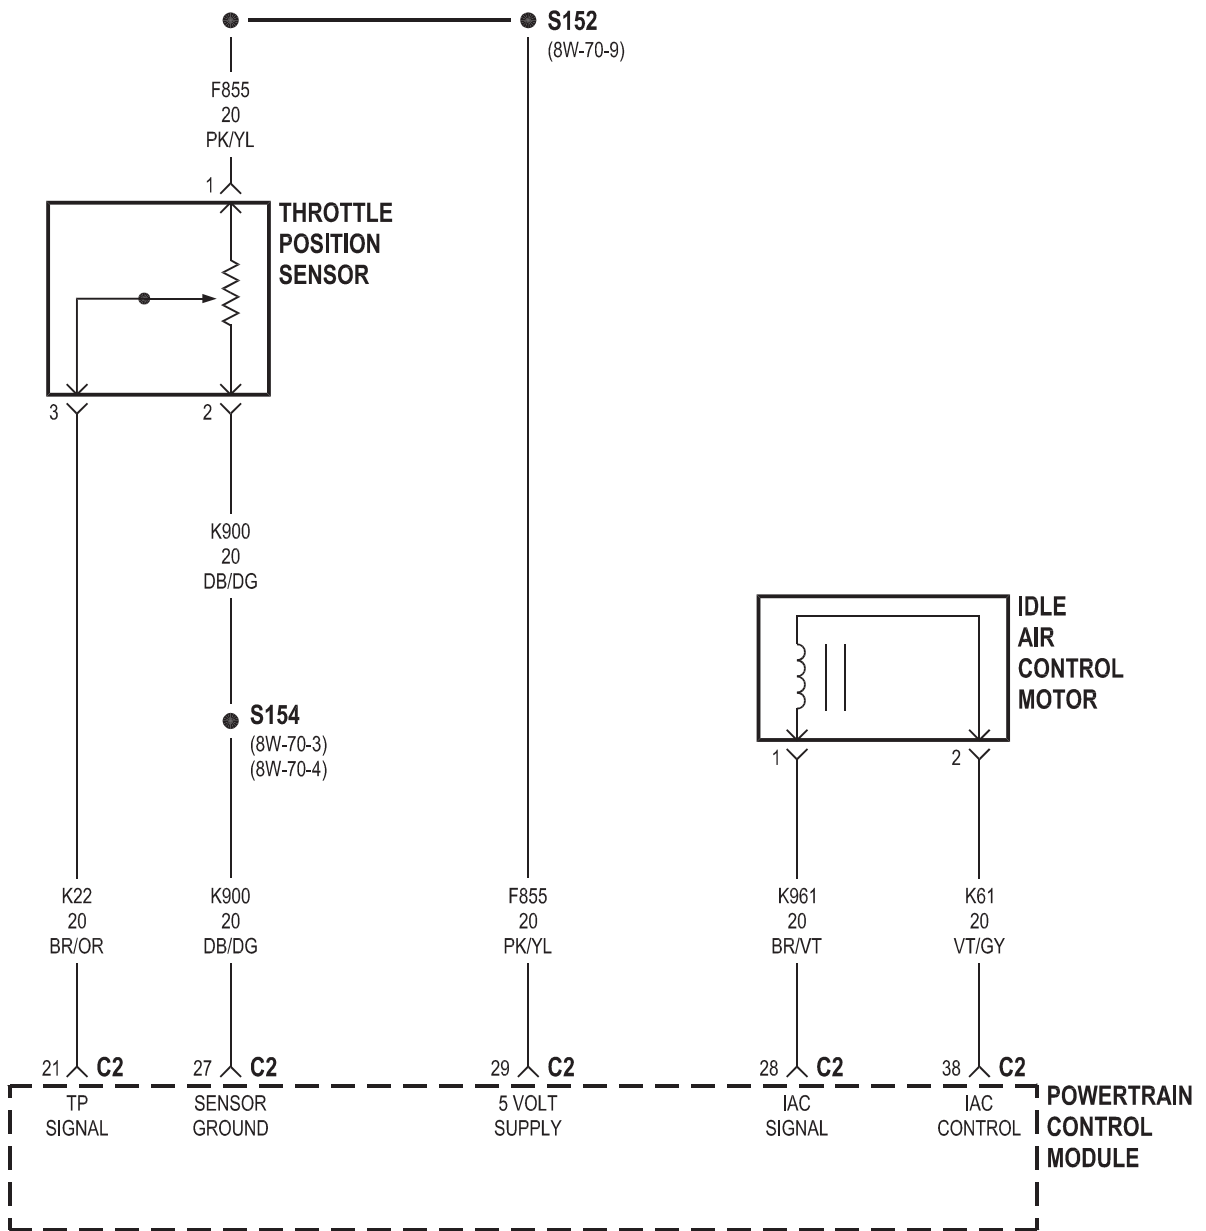 S152
(8W-70-9)
F855
20
PK/YL
1
THROTTLE
POSITION
SENSOR
3
2
K900
20
DB/DG
S154
(8W-70-3)
(8W-70-4)
IDLE
AIR
CONTROL
MOTOR
1
2
K22
20
BR/OR
K900
20
DB/DG
F855
20
PK/YL
K961
20
BR/VT
K61
20
VT/GY
21 C2
27 C2
29 C2
28 C2
38 C2
TP
SIGNAL
SENSOR
GROUND
5 VOLT
SUPPLY
IAC
SIGNAL
IAC
CONTROL
POWERTRAIN
CONTROL
MODULE